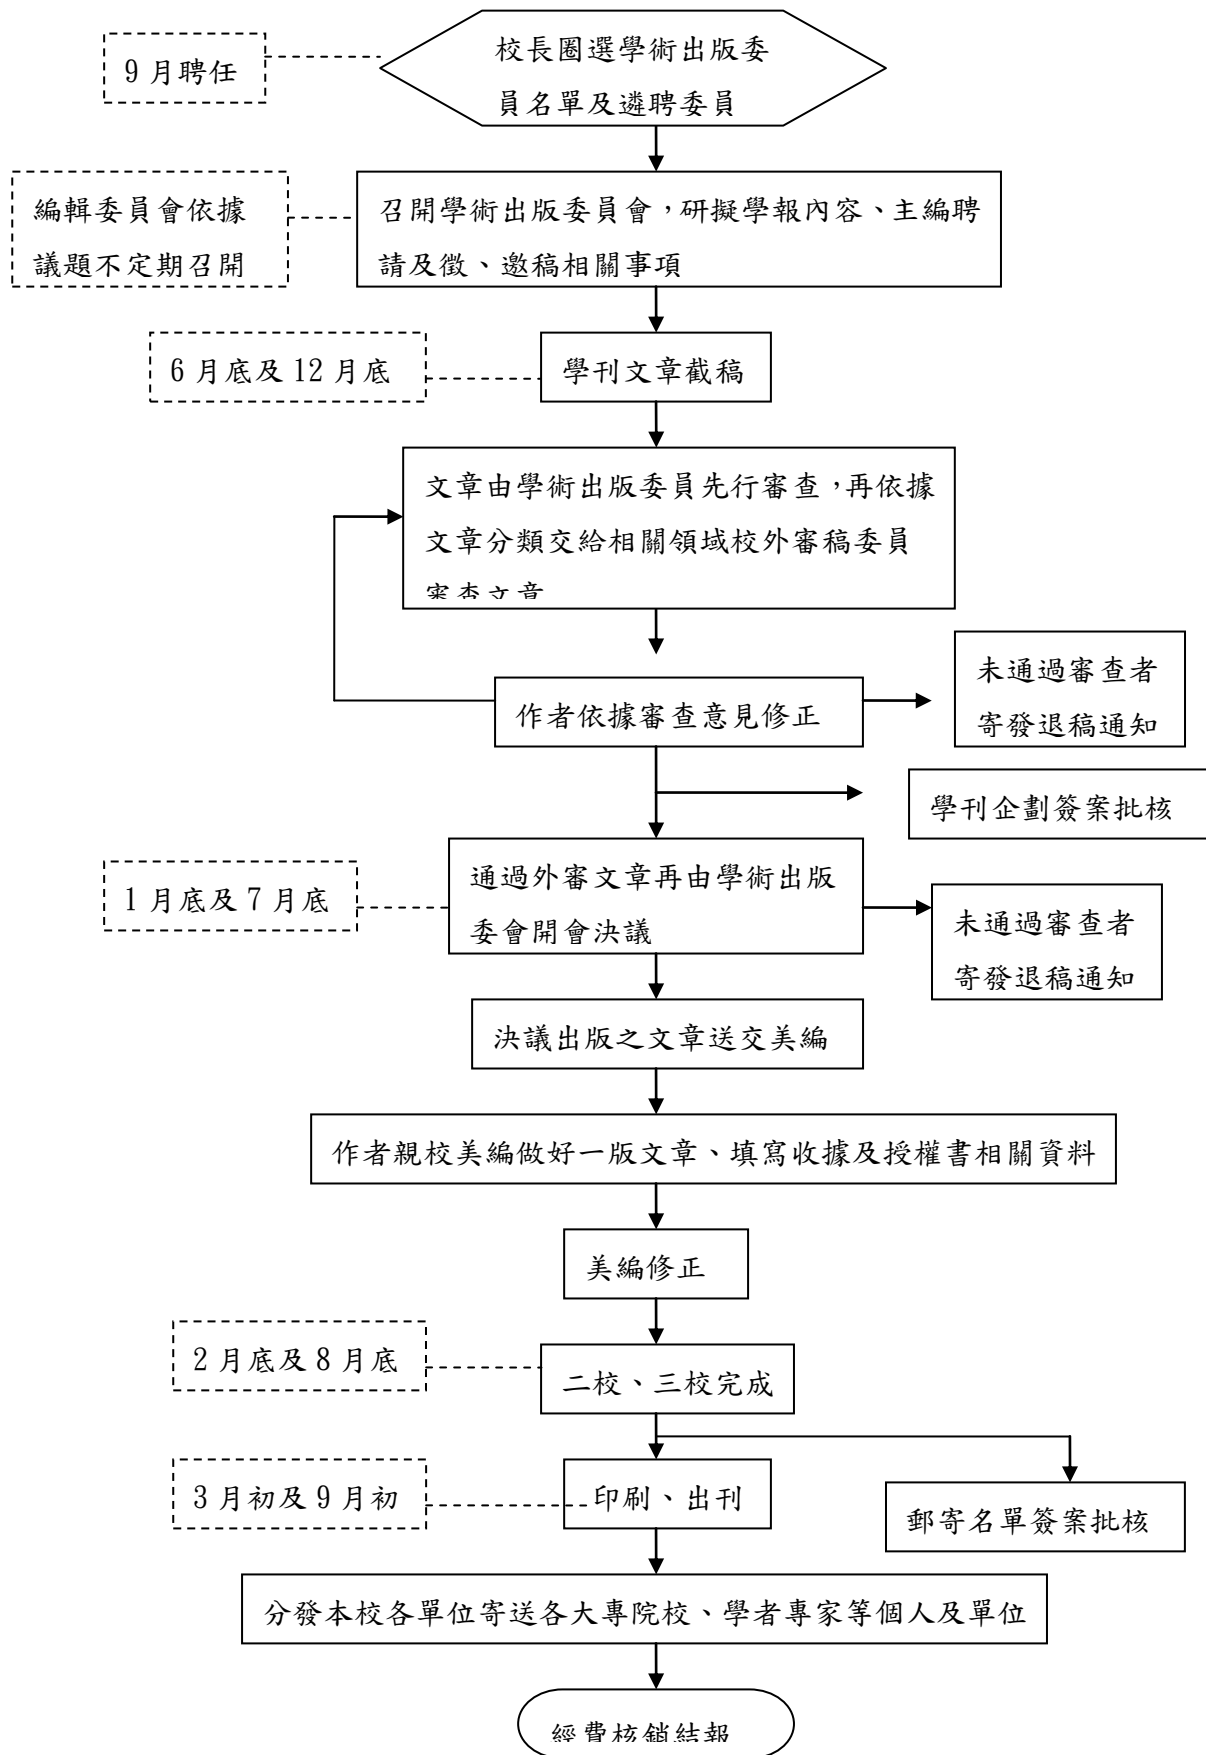 9 月聘任
校長圈選學術出版委
員名單及遴聘委員
編輯委員會依據
議題不定期召開
召開學術出版委員會，研擬學報內容、主編聘
請及徵、邀稿相關事項
6 月底及 12 月底
學刊文章截稿
文章由學術出版委員先行審查，再依據
文章分類交給相關領域校外審稿委員
審查文章
未通過審查者
寄發退稿通知
作者依據審查意見修正
學刊企劃簽案批核
1 月底及 7 月底
通過外審文章再由學術出版
委會開會決議
未通過審查者
寄發退稿通知
決議出版之文章送交美編
作者親校美編做好一版文章、填寫收據及授權書相關資料
美編修正
2 月底及 8 月底
二校、三校完成
3 月初及 9 月初
印刷、出刊
郵寄名單簽案批核
分發本校各單位寄送各大專院校、學者專家等個人及單位
經費核銷結報